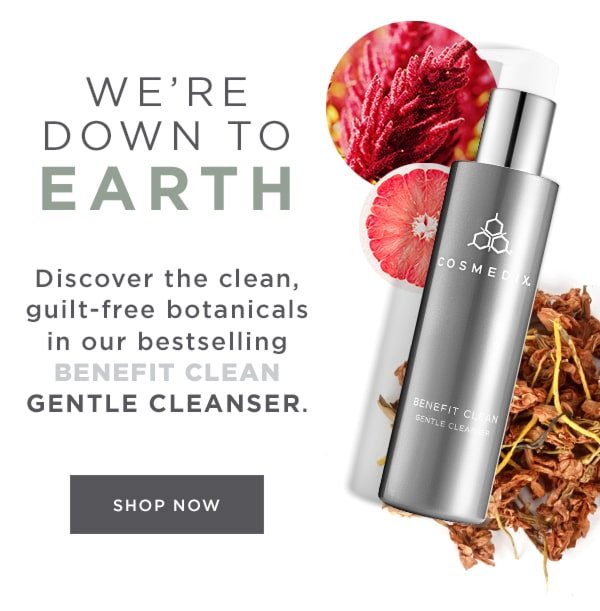 WE'RE
DOWN TO
EARTH
Discover the clean,
guilt-free botanicals
in our bestselling
BENEFIT CLEAN
GENTLE CLEANSER.
SHOP NOW
COSMEDIX
BENEFIT CLEAN
GENTLE CLEANSER